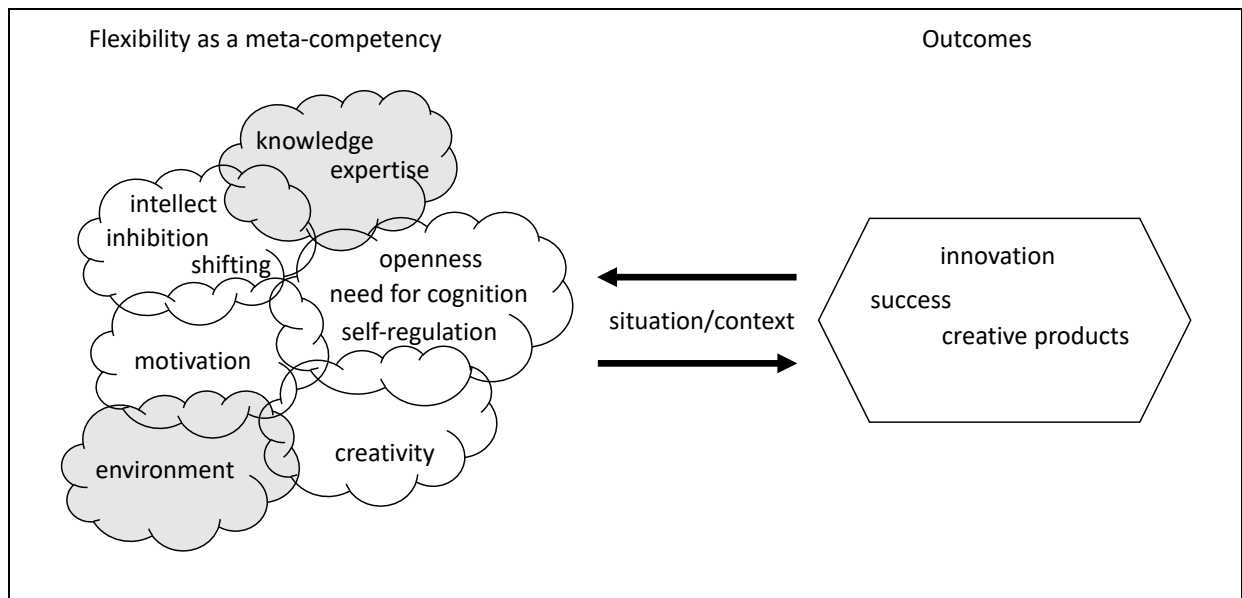 Flexibility as a meta-competency
Outcomes
knowledge
expertise
intellect
inhibition
shifting
openness
need for cognition
self-regulation
motivation
environment
creativity
situation/context
innovation
success
creative products